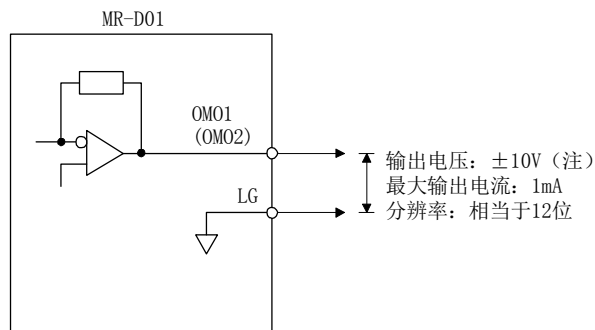 MR-D01
OMO1
(OMO2)
LG
输出电压：±10V（注）
最大输出电流：1mA
分辨率：相当于12位